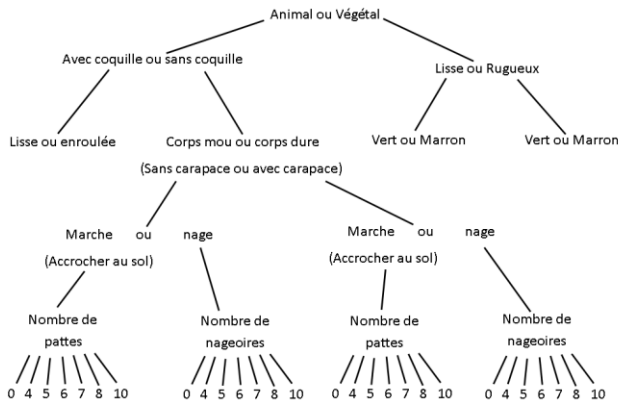 Animal ou Végétal
Avec coquille ou sans coquille
Lisse ou Rugueux
Lisse ou enroulée
Corps mou ou corps dure
Vert ou Marron
Vert ou Marron
(Sans carapace ou avec carapace)
Marche ou nage
Marche ou nage
(Accrocher au sol)
(Accrocher au sol)
Nombre de
pattes
Nombre de
nageoires
Nombre de
pattes
Nombre de
nageoires
0 4 5 6 7 8 10
0 4 5 6 7 8 10
0 4 5 6 7 8 10
0 4 5 6 7 8 10